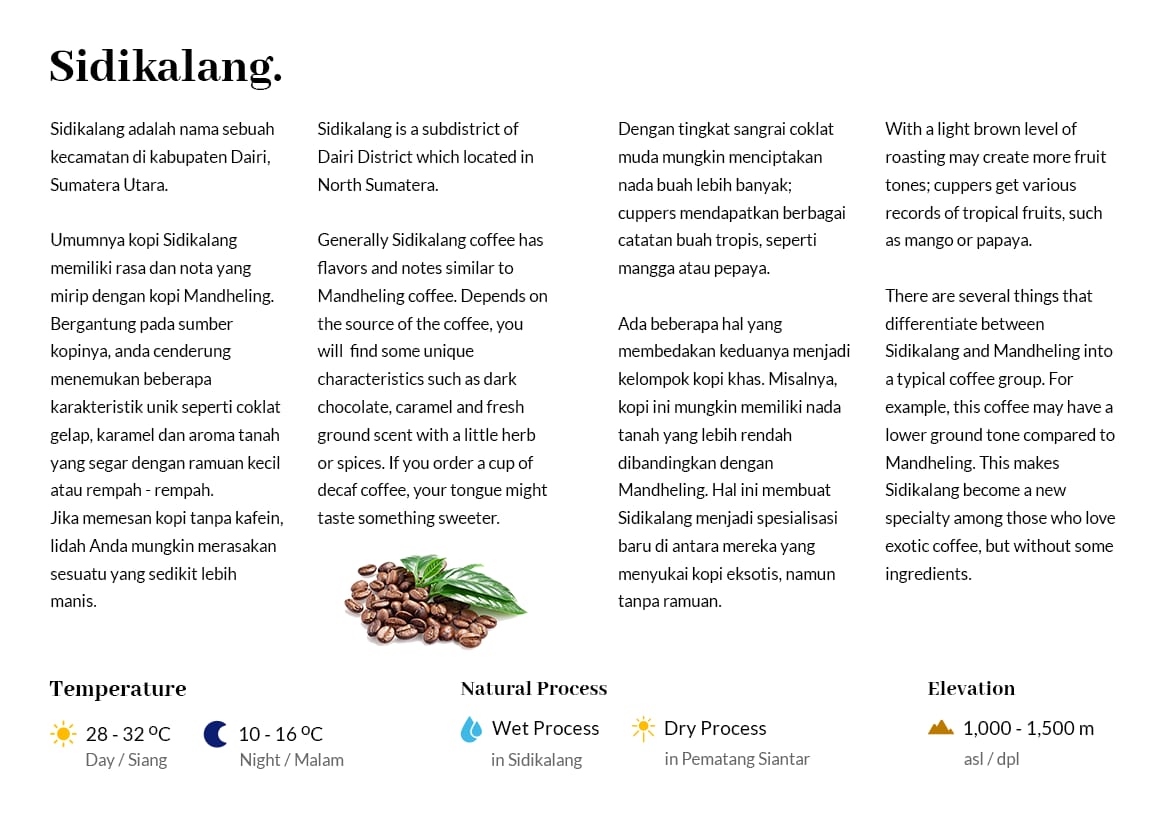 Sidikalang.
Sidikalang adalah nama sebuah
kecamatan di kabupaten Dairi,
Sumatera Utara.
Umumnya kopi Sidikalang
memiliki rasa dan nota yang
mirip dengan kopi Mandheling.
Bergantung pada sumber
kopinya, anda cenderung
menemukan beberapa
karakteristik unik seperti coklat
gelap, karamel dan aroma tanah
yang segar dengan ramuan kecil
atau rempah - rempah.
Jika memesan kopi tanpa kafein,
lidah Anda mungkin merasakan
sesuatu yang sedikit lebih
manis.
Sidikalang is a subdistrict of
Dairi District which located in
North Sumatera.
Generally Sidikalang coffee has
flavors and notes similar to
Mandheling coffee. Depends on
the source of the coffee, you
will  find some unique
characteristics such as dark
chocolate, caramel and fresh
ground scent with a little herb
or spices. If you order a cup of
decaf coffee, your tongue might
taste something sweeter.
Dengan tingkat sangrai coklat
muda mungkin menciptakan
nada buah lebih banyak;
cuppers mendapatkan berbagai
catatan buah tropis, seperti
mangga atau pepaya.
Ada beberapa hal yang
membedakan keduanya menjadi
kelompok kopi khas. Misalnya,
kopi ini mungkin memiliki nada
tanah yang lebih rendah
dibandingkan dengan
Mandheling. Hal ini membuat
Sidikalang menjadi spesialisasi
baru di antara mereka yang
menyukai kopi eksotis, namun
tanpa ramuan.
With a light brown level of
roasting may create more fruit
tones; cuppers get various
records of tropical fruits, such
as mango or papaya.
There are several things that
differentiate between
Sidikalang and Mandheling into
a typical coffee group. For
example, this coffee may have a
lower ground tone compared to
Mandheling. This makes
Sidikalang become a new
specialty among those who love
exotic coffee, but without some
ingredients.
Temperature
28 - 32 ºC
Day / Siang
10 - 16 ºC
Night / Malam
Natural Process
Wet Process
in Sidikalang
Dry Process
in Pematang Siantar
Elevation
1,000 - 1,500 m
asl / dpl